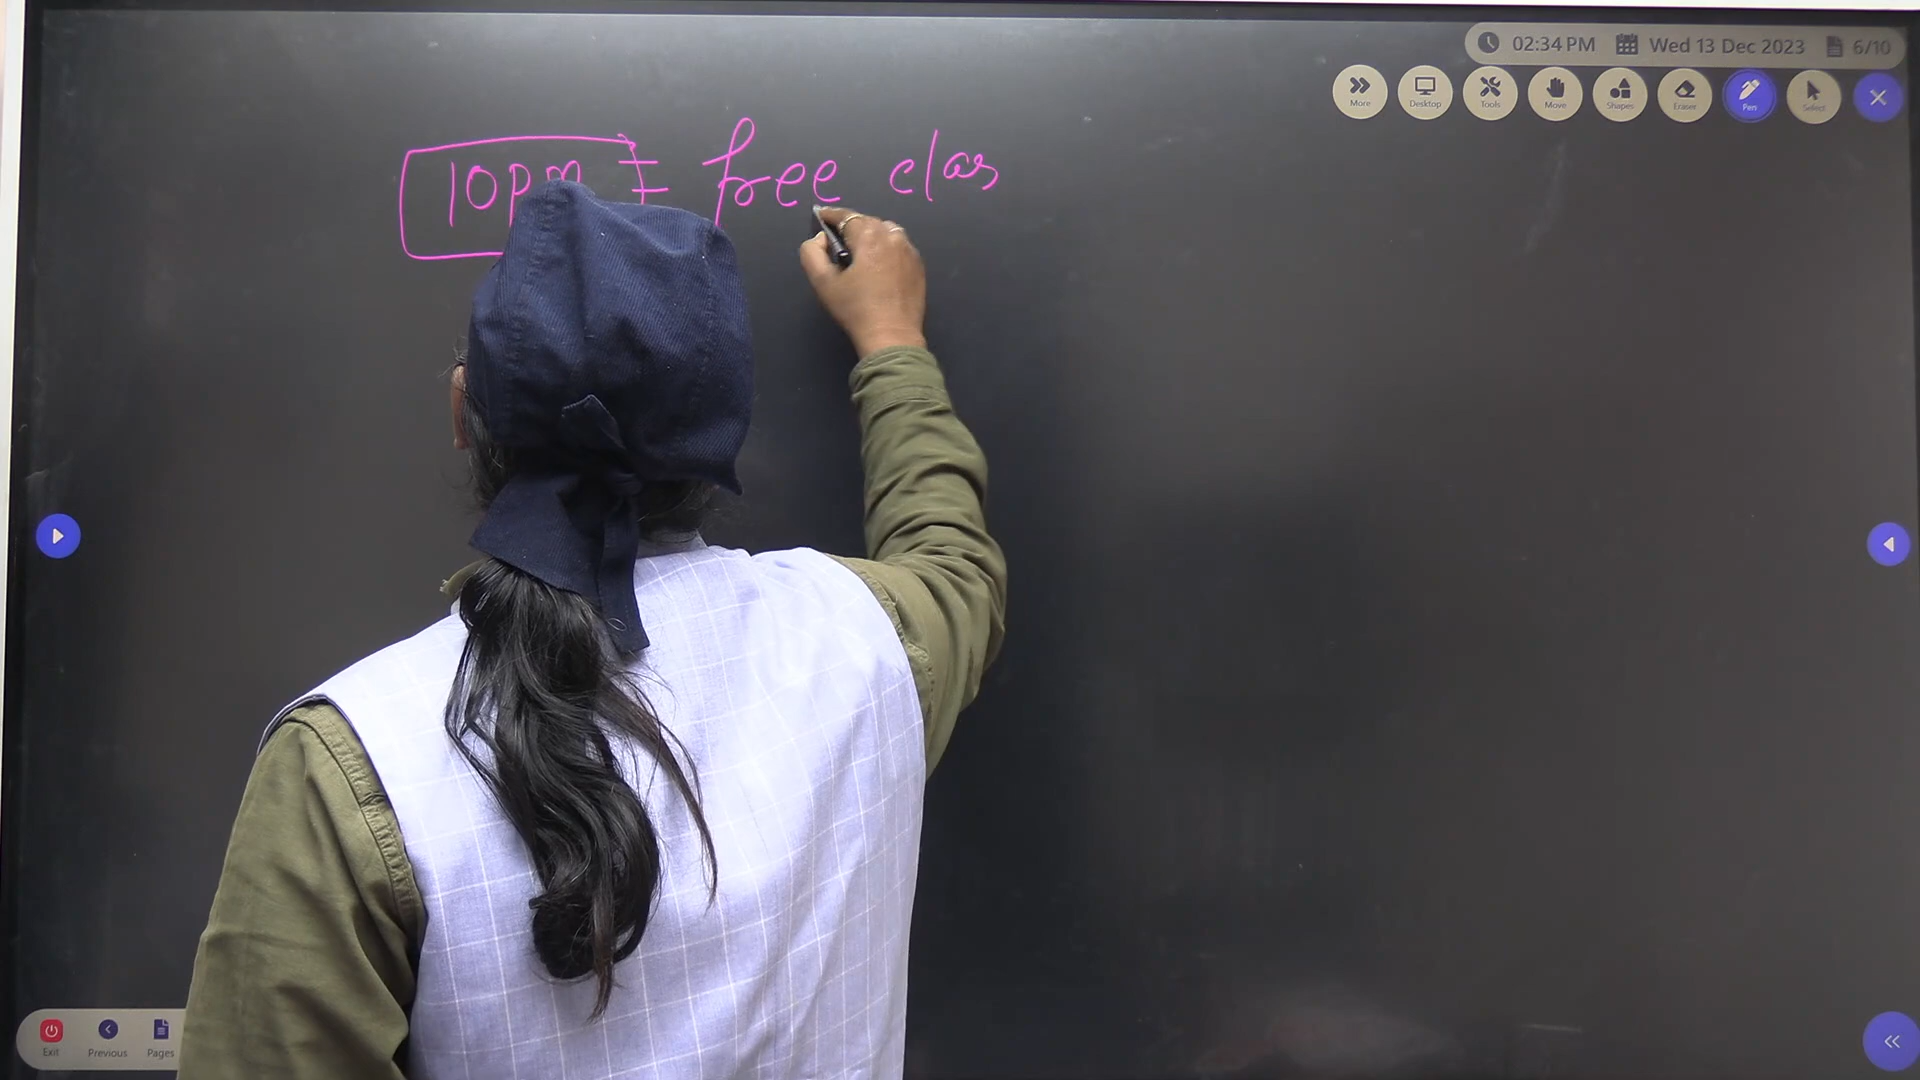 02:34 PM Wed 13 Dec 2023 6/10
More Desktop Tools Move Shapes Eraser Pen Select
10pm = free clas
Exit Previous Pages